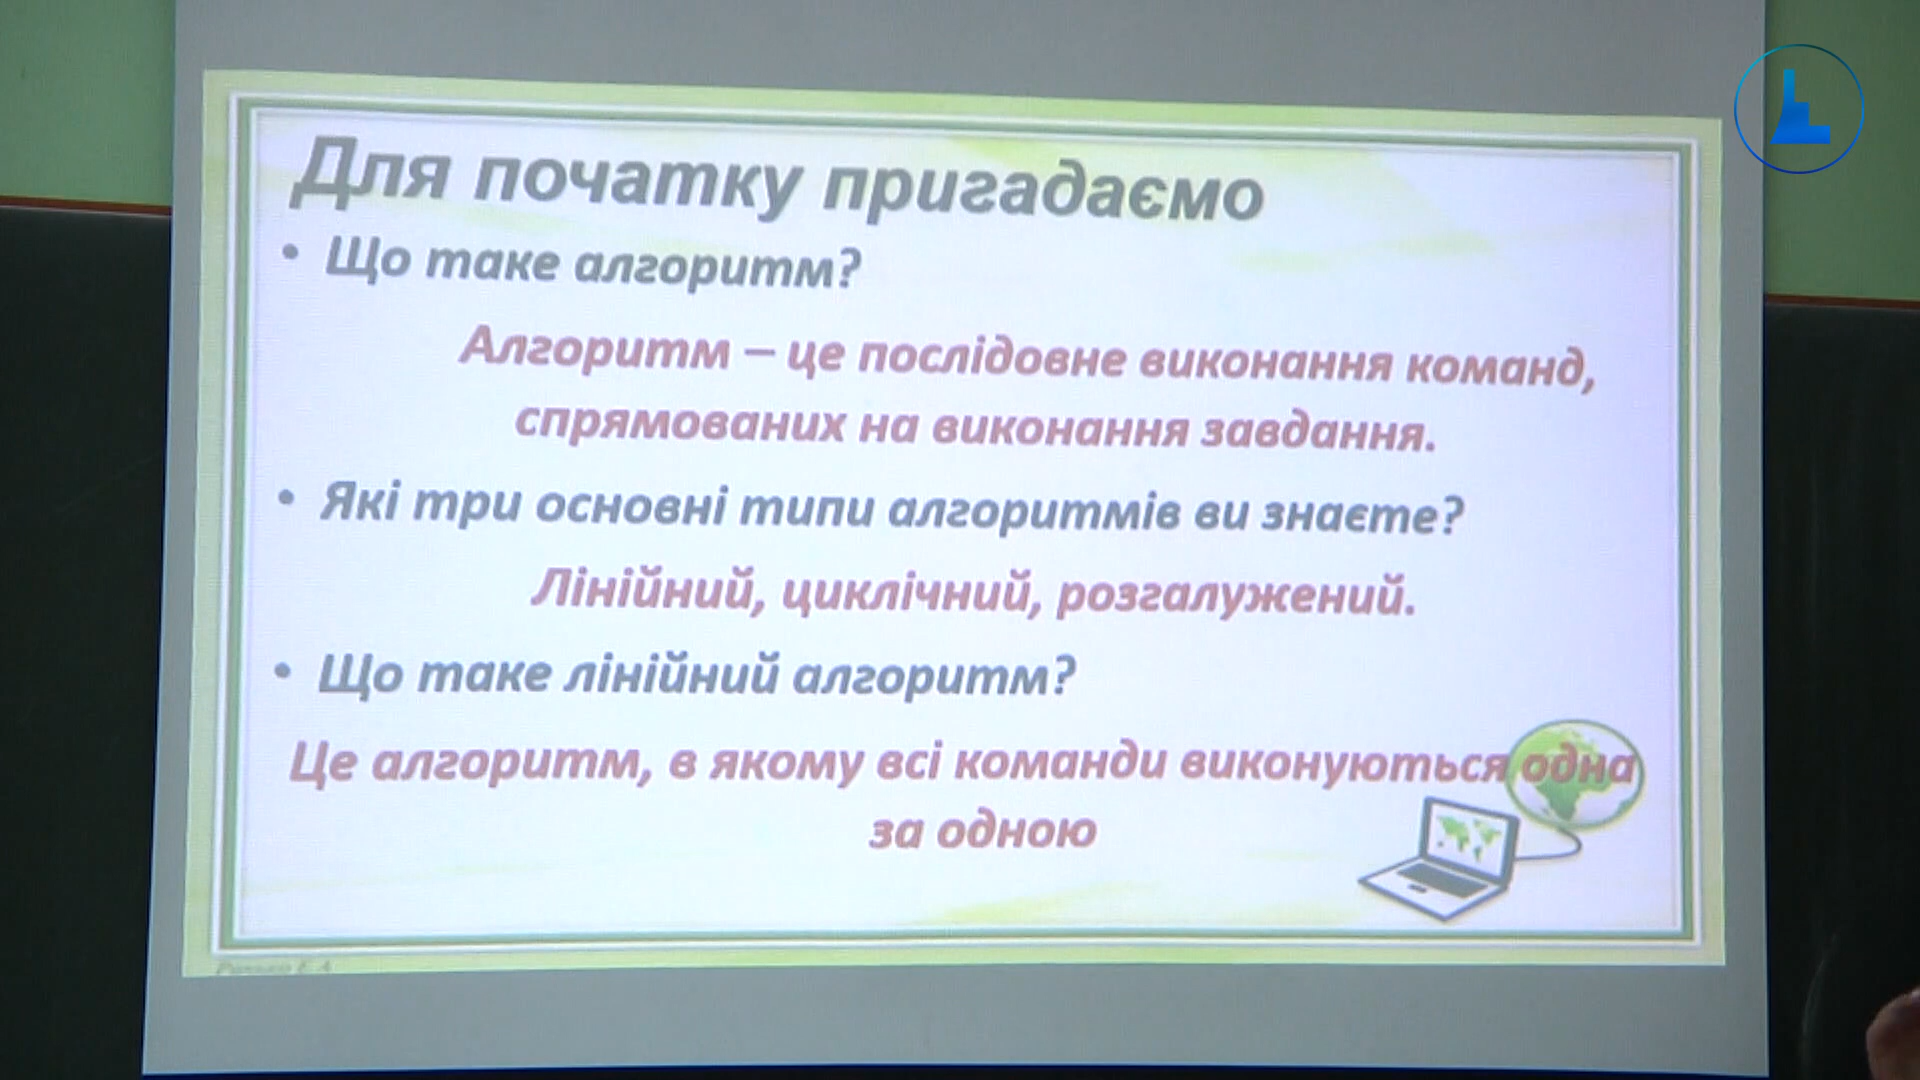 Для початку пригадаємо
• Що таке алгоритм?
Алгоритм – це послідовне виконання команд,
спрямованих на виконання завдання.
• Які три основні типи алгоритмів ви знаєте?
Лінійний, циклічний, розгалужений.
• Що таке лінійний алгоритм?
Це алгоритм, в якому всі команди виконуються одна
за одною